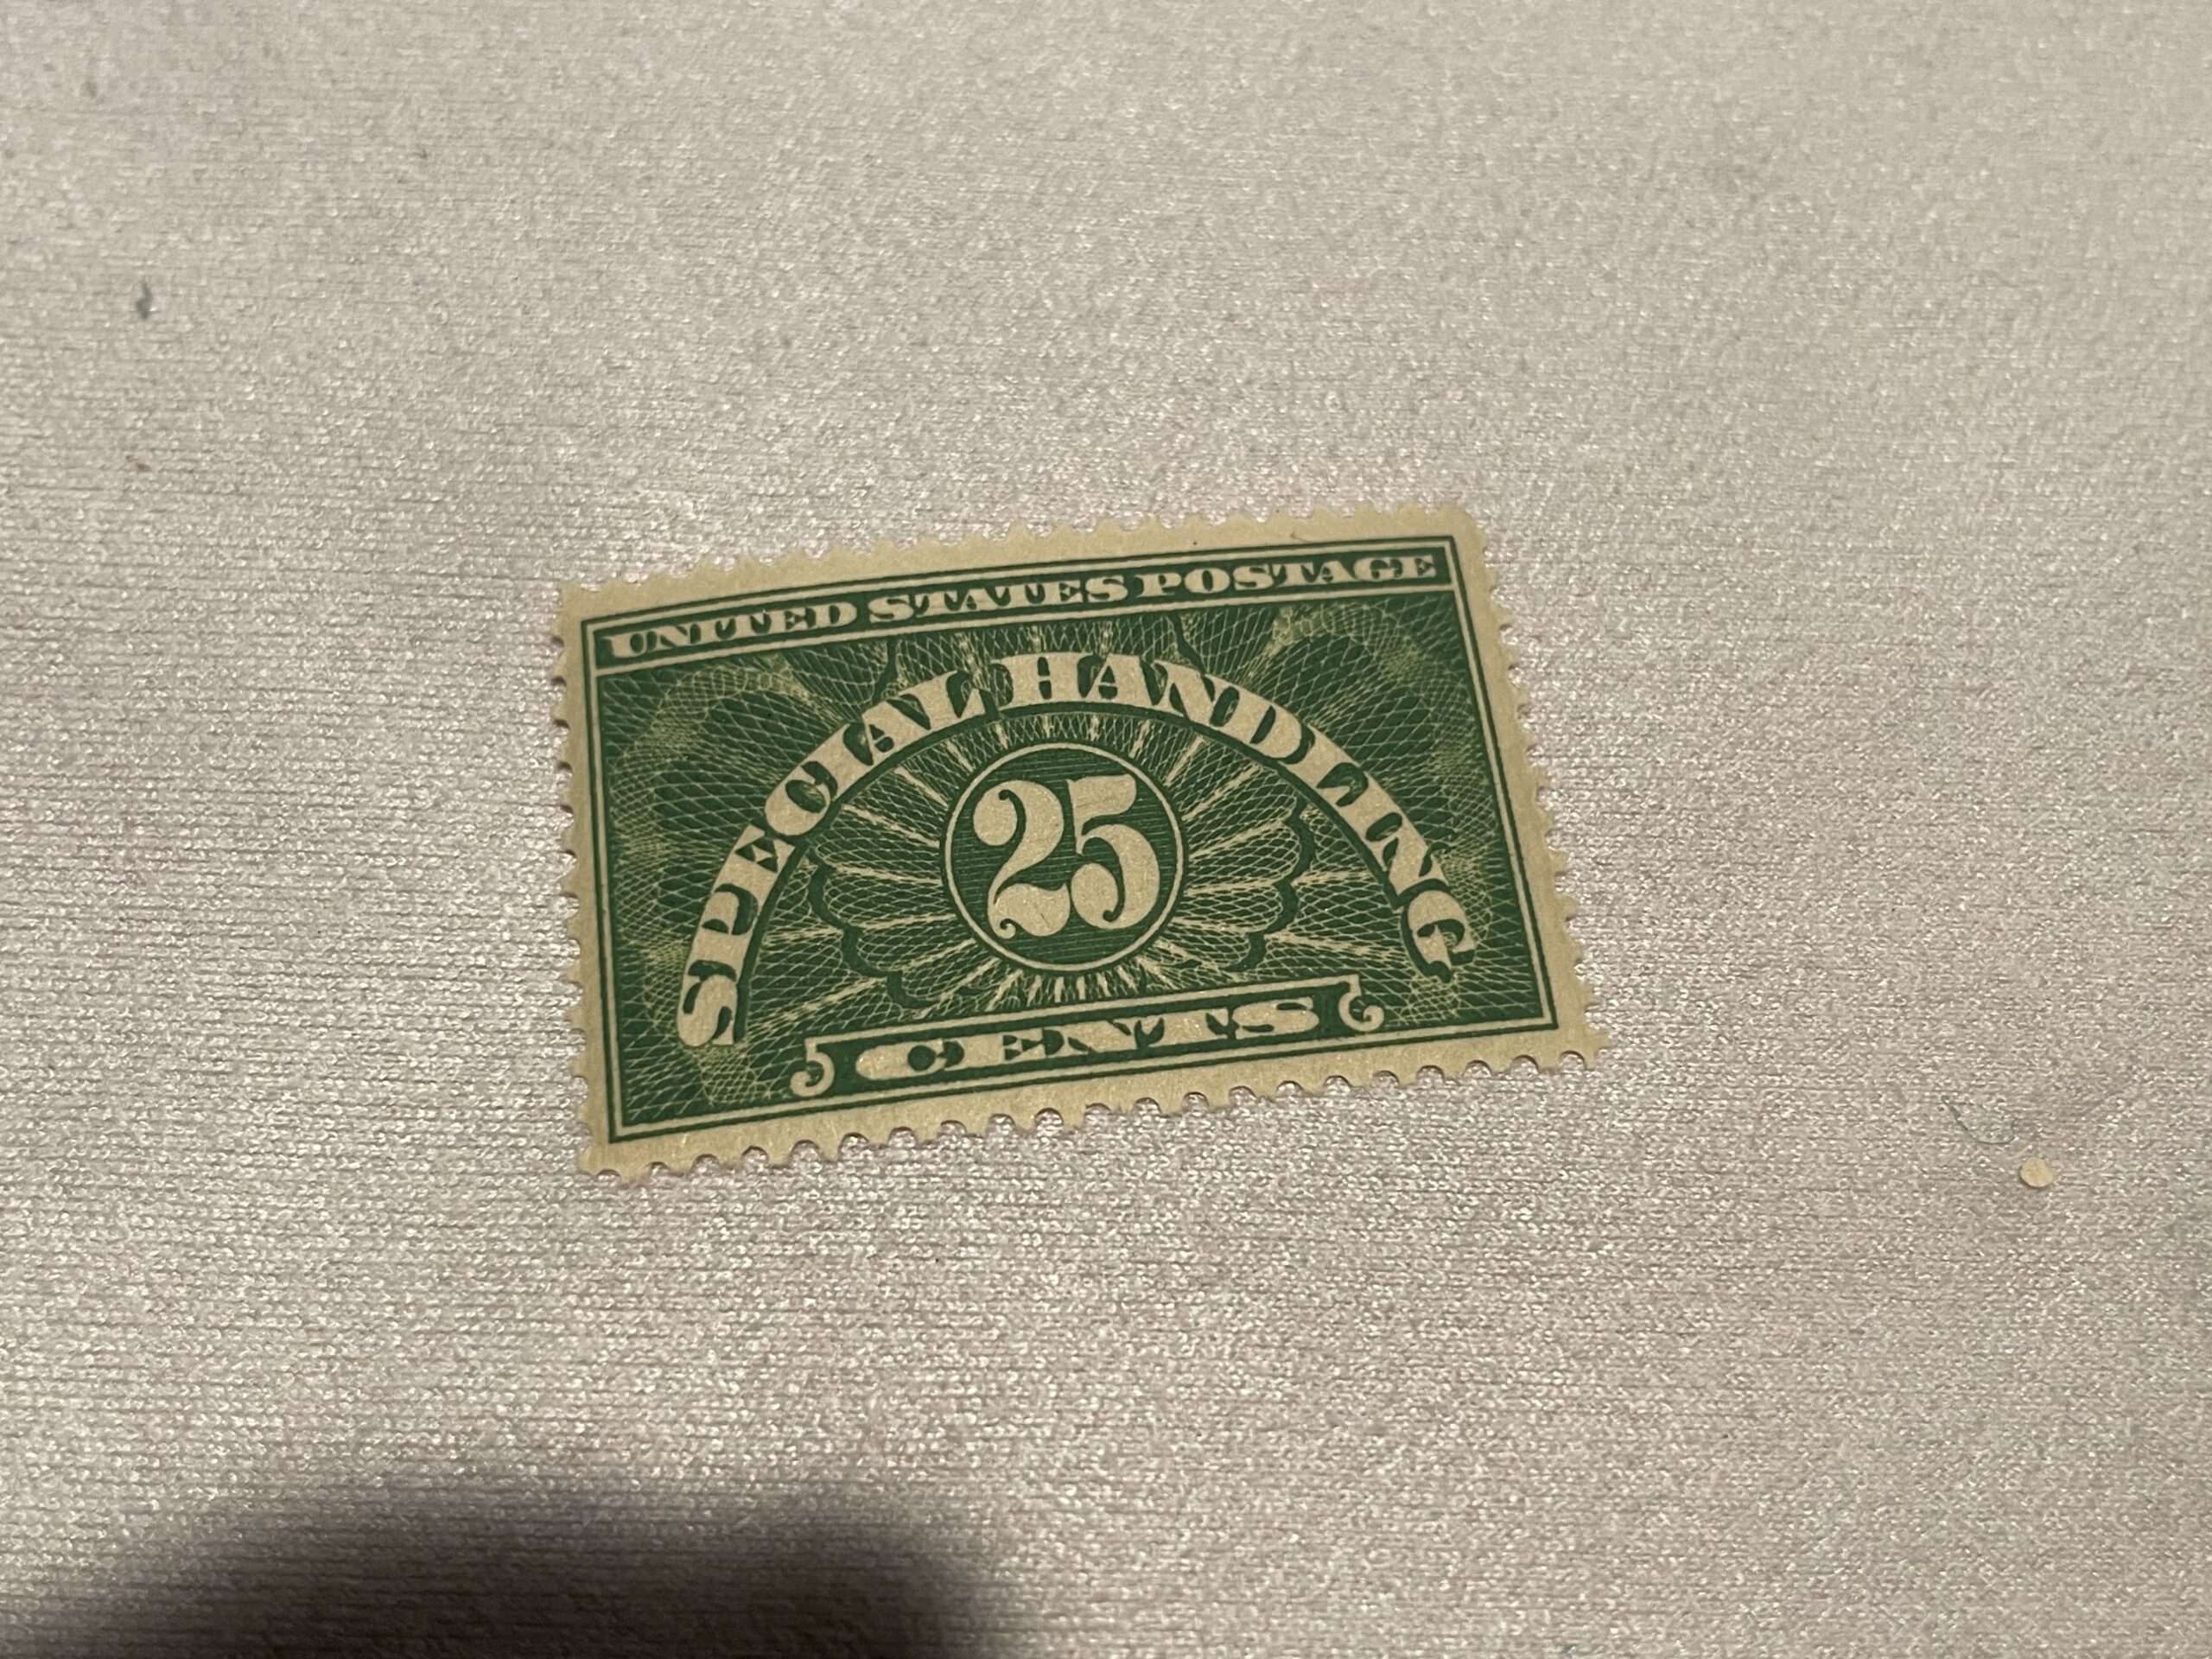 UNITED STATES POSTAGE
SPECIAL HANDLING
25
CENTS